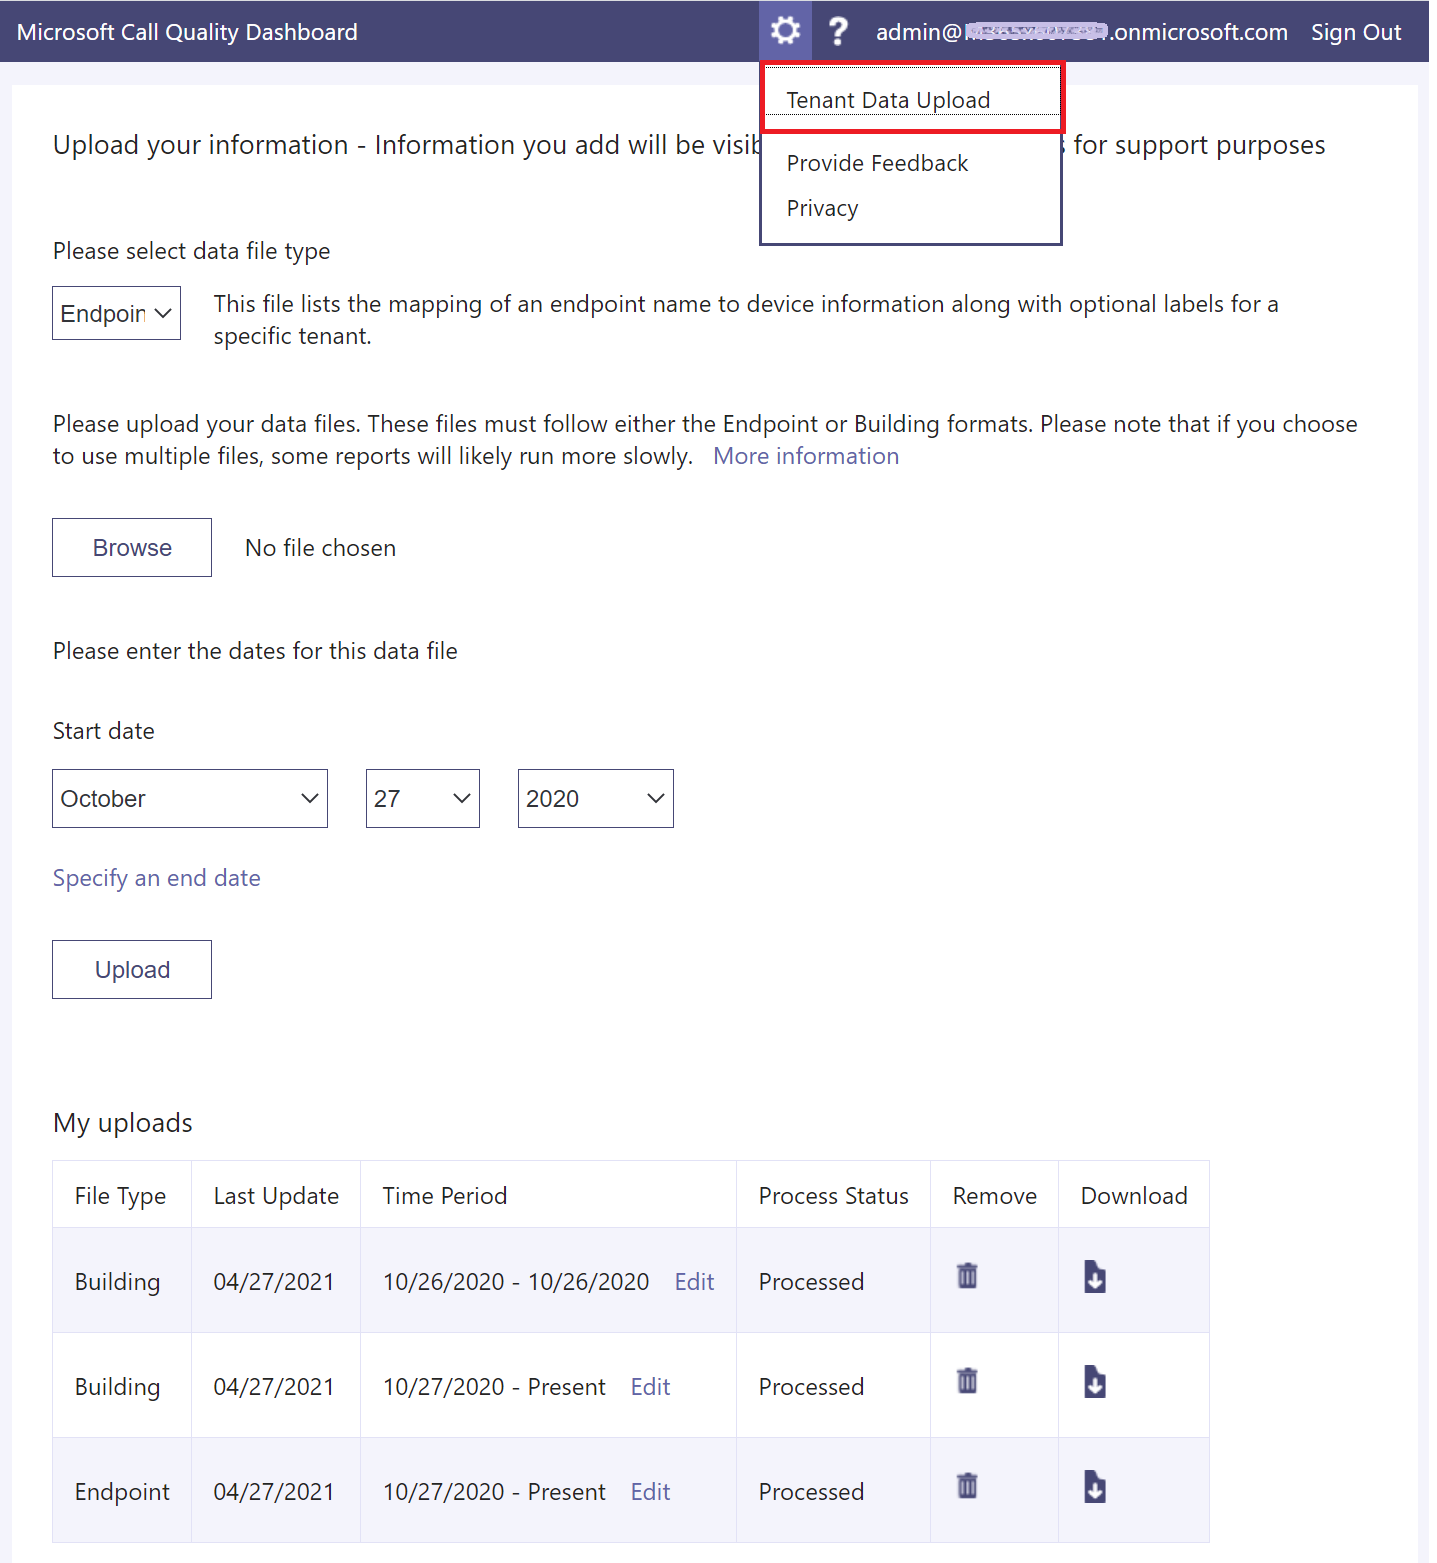 Microsoft Call Quality Dashboard ? admin@ .onmicrosoft.com Sign Out
Tenant Data Upload
Provide Feedback
Privacy
Upload your information - Information you add will be for support purposes
Please select data file type
Endpoin
This file lists the mapping of an endpoint name to device information along with optional labels for a
specific tenant.
Please upload your data files. These files must follow either the Endpoint or Building formats. Please note that if you choose
to use multiple files, some reports will likely run more slowly. More information
Browse No file chosen
Please enter the dates for this data file
Start date
October 27 2020
Specify an end date
Upload
My uploads
File Type Last Update Time Period Process Status Remove Download
Building 04/27/2021 10/26/2020 - 10/26/2020 Edit Processed
Building 04/27/2021 10/27/2020 - Present Edit Processed
Endpoint 04/27/2021 10/27/2020 - Present Edit Processed